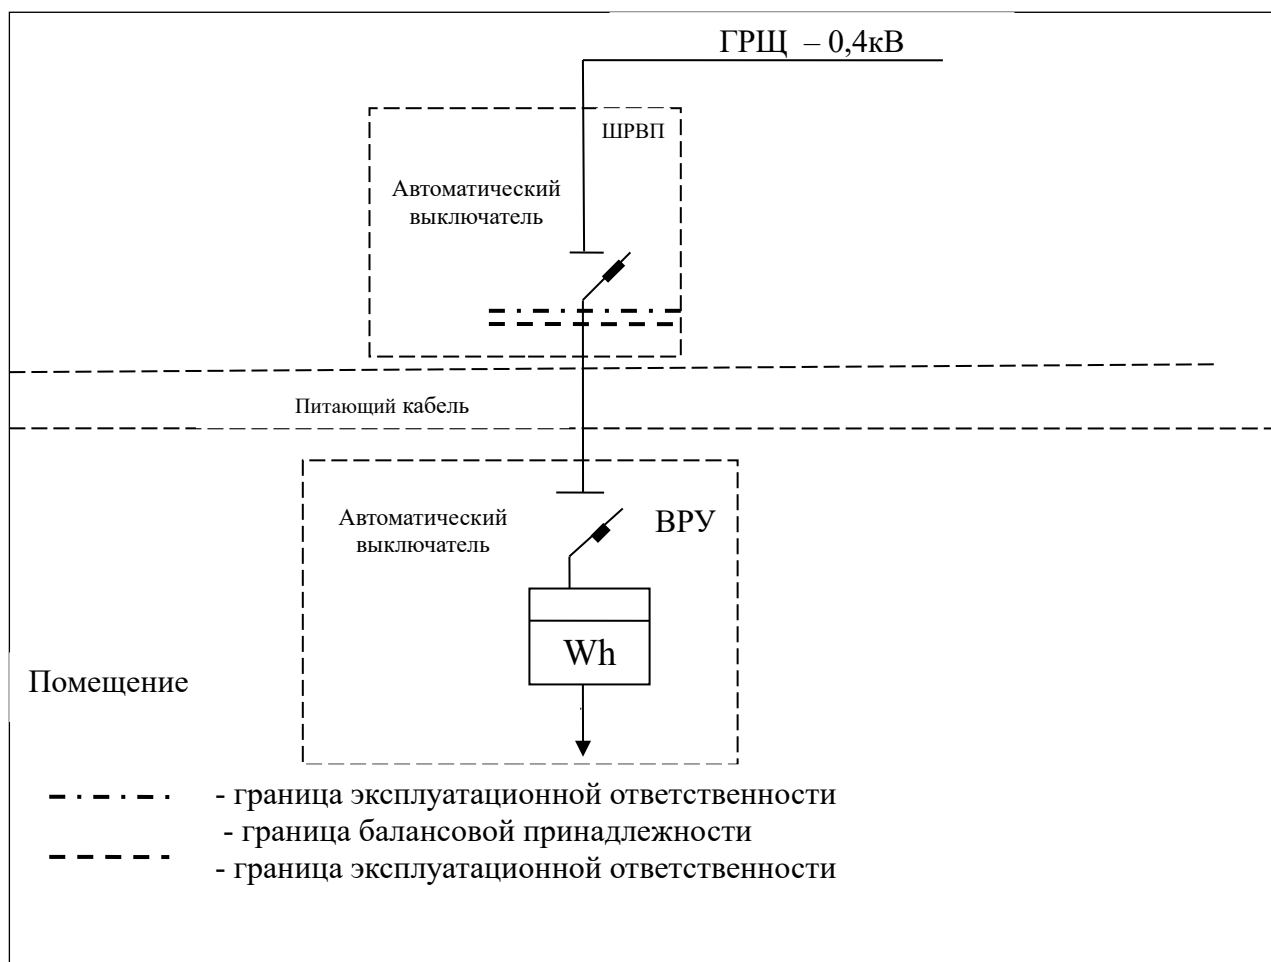 ГРЩ – 0,4кВ
ШРВП
Автоматический
выключатель
Питающий кабель
Автоматический
выключатель
ВРУ
Wh
Помещение
- граница эксплуатационной ответственности
- граница балансовой принадлежности
- граница эксплуатационной ответственности